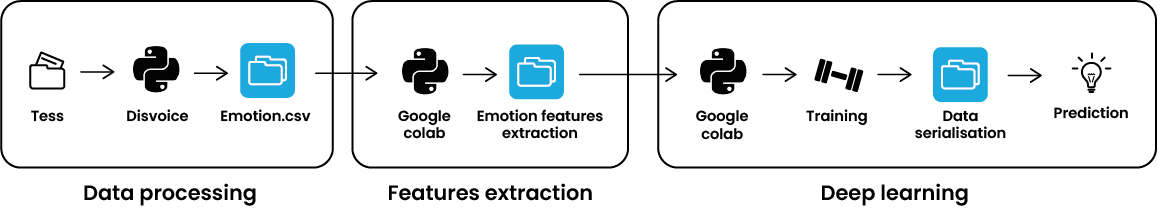 Tess
Disvoice
Emotion.csv
Google
colab
Emotion features
extraction
Google
colab
Training
Data
serialisation
Prediction
Data processing
Features extraction
Deep learning